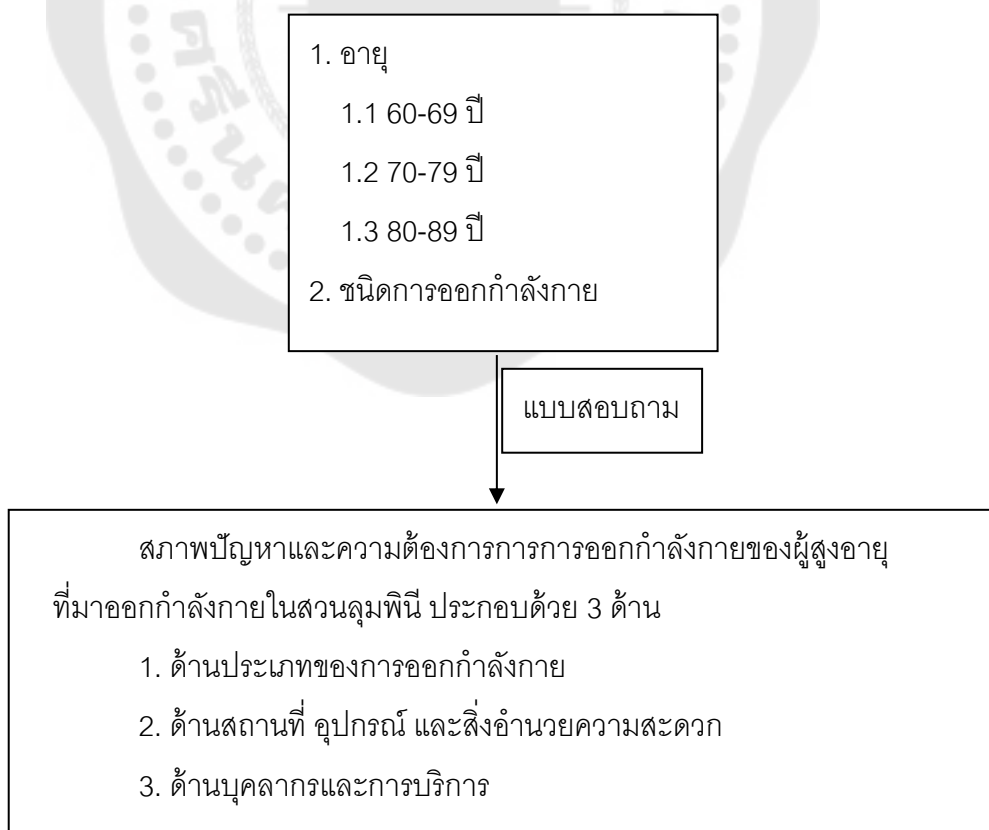 1. อายุ
1.1 60-69 ปี
1.2 70-79 ปี
1.3 80-89 ปี
2. ชนิดการออกกำลังกาย
แบบสอบถาม
สภาพปัญหาและความต้องการการการออกกำลังกายของผู้สูงอายุ
ที่มาออกกำลังกายในสวนลุมพินี ประกอบด้วย 3 ด้าน
1. ด้านประเภทของการออกกำลังกาย
2. ด้านสถานที่ อุปกรณ์ และสิ่งอำนวยความสะดวก
3. ด้านบุคลากรและการบริการ